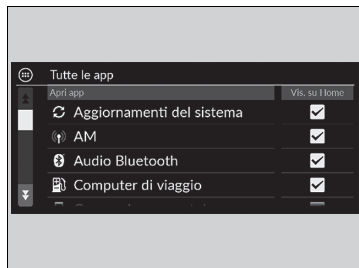 Tutte le app
Apri app Vis. su Home
Aggiornamenti del sistema
AM
Audio Bluetooth
Computer di viaggio